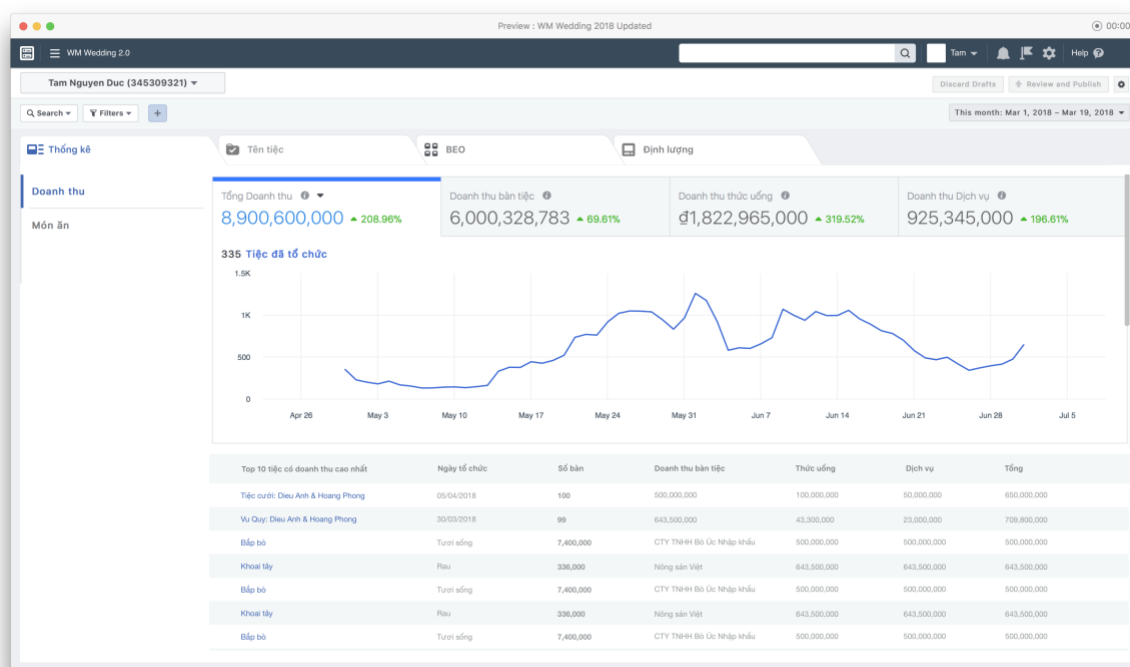 Preview : WM Wedding 2018 Updated
00:00
WM Wedding 2.0
Tam
Help
Tam Nguyen Duc (345309321)
Discard Drafts
Review and Publish
Search
Filters
+
This month: Mar 1, 2018 – Mar 19, 2018
Thống kê
Tên tiệc
BEO
Định lượng
Doanh thu
Món ăn
Tổng Doanh thu
8,900,600,000 208.96%
Doanh thu bàn tiệc
6,000,328,783 69.61%
Doanh thu thức uống
₫1,822,965,000 319.52%
Doanh thu Dịch vụ
925,345,000 196.61%
335 Tiệc đã tổ chức
1.5K
1K
500
0
Apr 26 May 3 May 10 May 17 May 24 May 31 Jun 7 Jun 14 Jun 21 Jun 28 Jul 5
Top 10 tiệc có doanh thu cao nhất Ngày tổ chức Số bàn Doanh thu bàn tiệc Thức uống Dịch vụ Tổng
Tiệc cưới: Dieu Anh & Hoang Phong 05/04/2018 100 500,000,000 100,000,000 50,000,000 650,000,000
Vu Quy: Dieu Anh & Hoang Phong 30/03/2018 99 643,500,000 43,300,000 23,000,000 709,800,000
Bắp bò Tươi sống 7,400,000 CTY TNHH Bò Úc Nhập khẩu 500,000,000 500,000,000 500,000,000
Khoai tây Rau 336,000 Nông sản Việt 643,500,000 643,500,000 643,500,000
Bắp bò Tươi sống 7,400,000 CTY TNHH Bò Úc Nhập khẩu 500,000,000 500,000,000 500,000,000
Khoai tây Rau 336,000 Nông sản Việt 643,500,000 643,500,000 643,500,000
Bắp bò Tươi sống 7,400,000 CTY TNHH Bò Úc Nhập khẩu 500,000,000 500,000,000 500,000,000